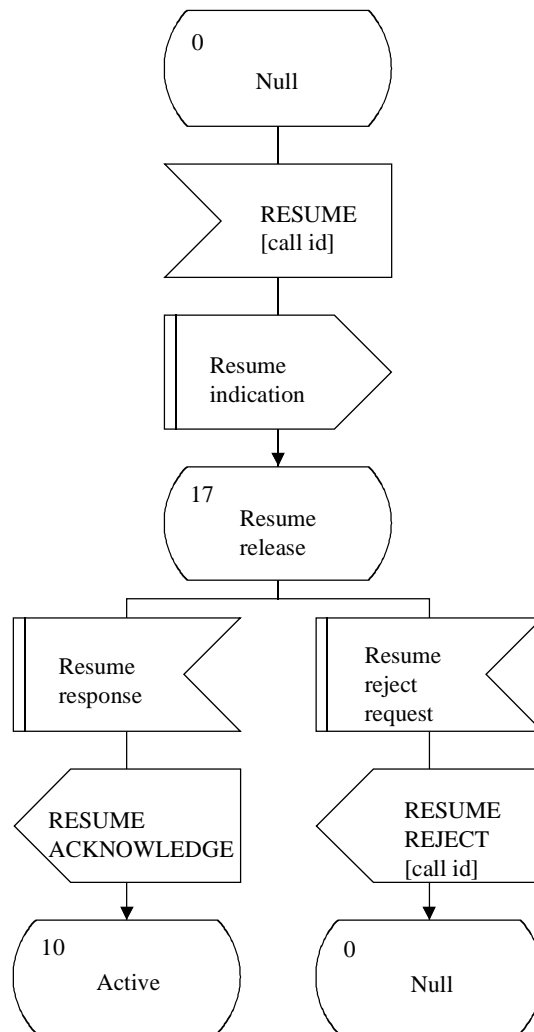 0
Null
RESUME
[call id]
Resume
indication
17
Resume
release
Resume
response
Resume
reject
request
RESUME
ACKNOWLEDGE
RESUME
REJECT
[call id]
10
Active
0
Null